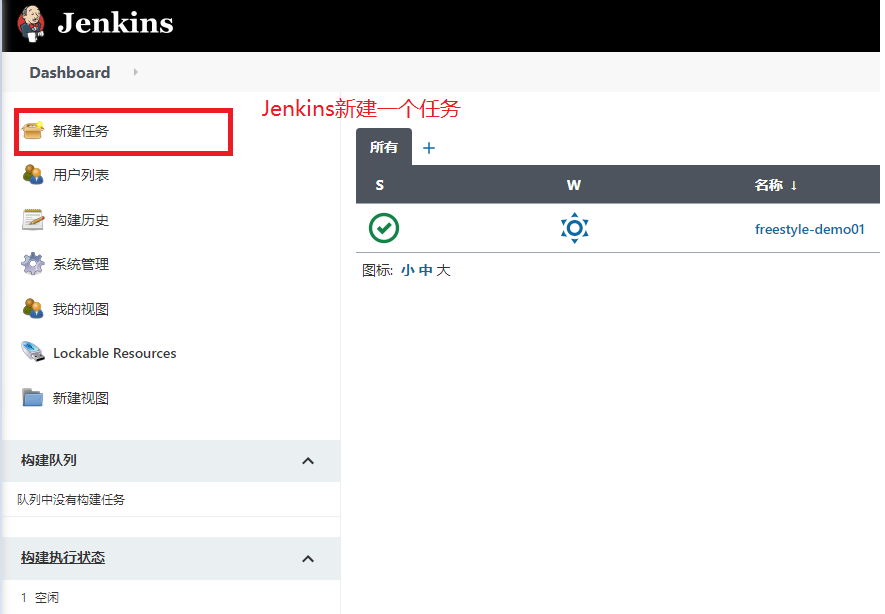 Jenkins
Dashboard
Jenkins新建一个任务
新建任务
用户列表
构建历史
系统管理
我的视图
Lockable Resources
新建视图
构建队列
队列中没有构建任务
构建执行状态
1 空闲
所有 +
S W 名称 ↓
freestyle-demo01
图标: 小 中 大